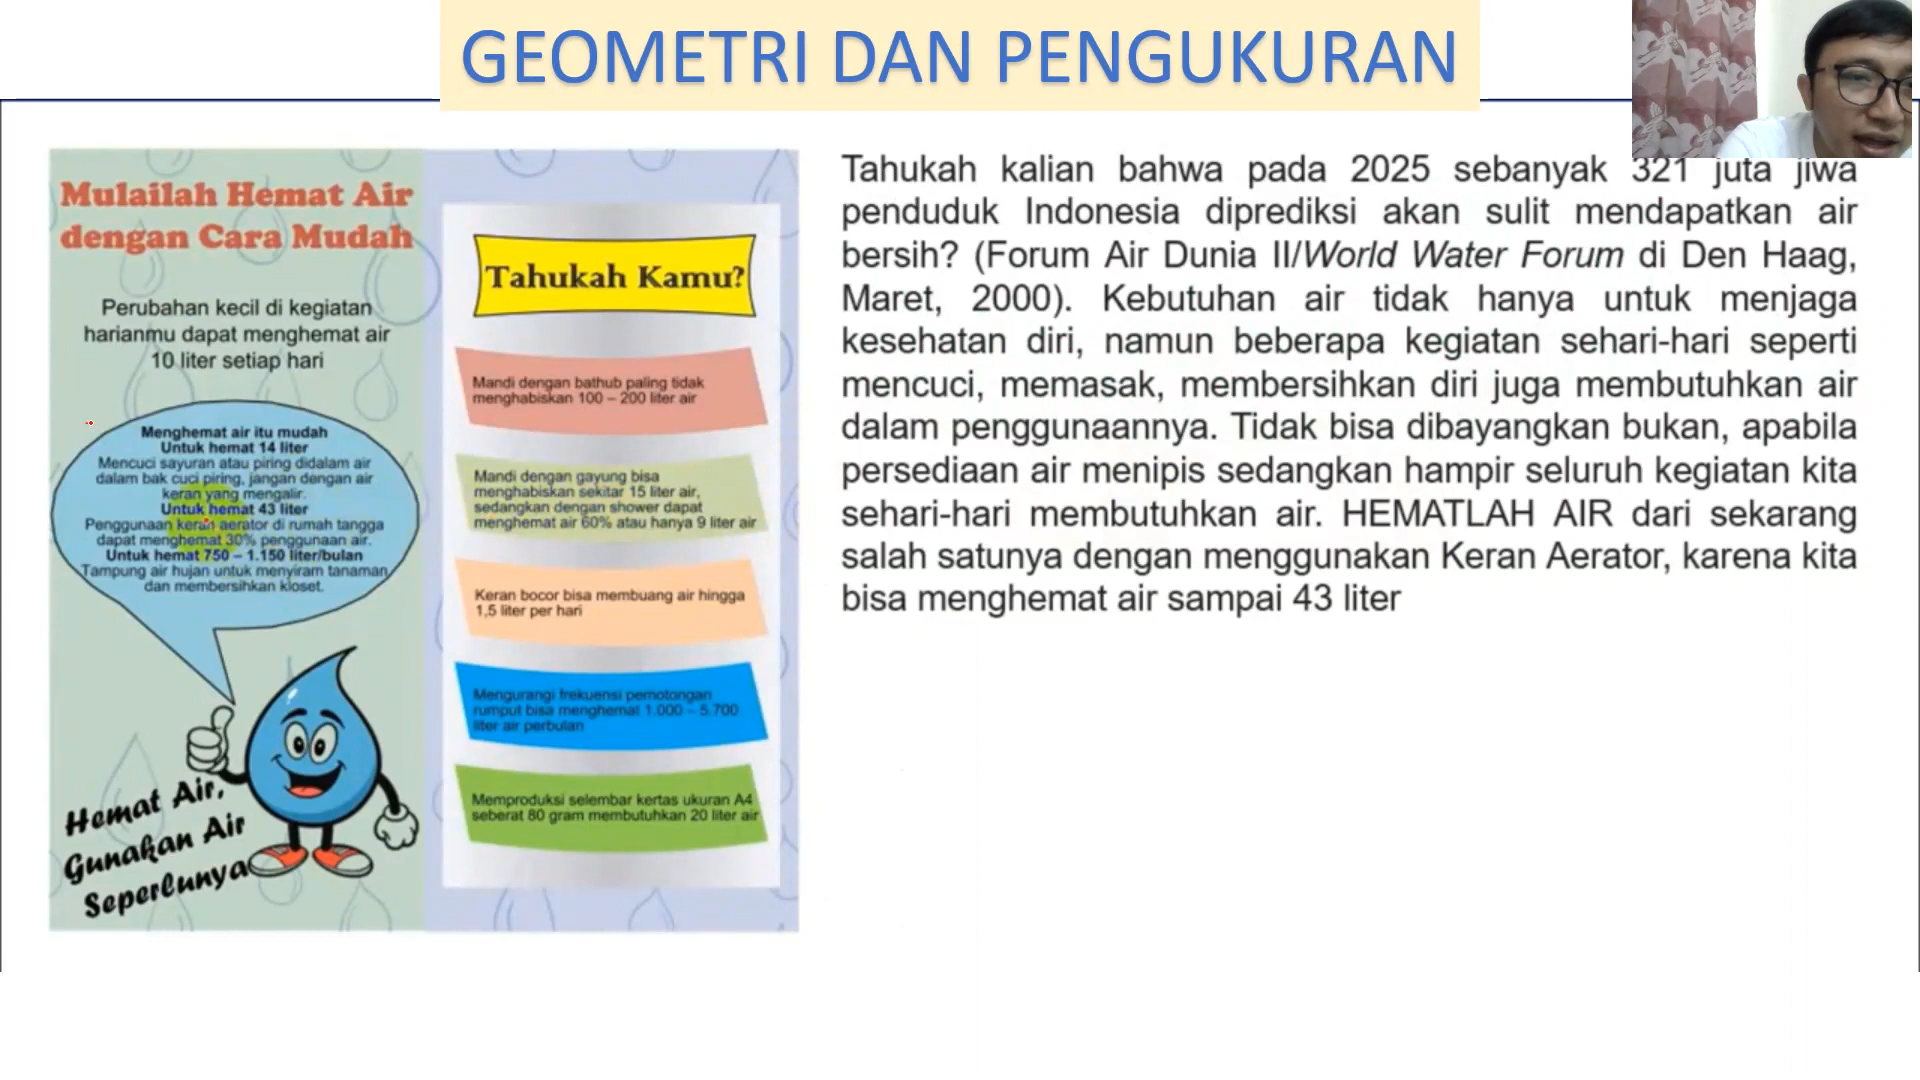 GEOMETRI DAN PENGUKURAN
Mulailah Hemat Air
dengan Cara Mudah
Perubahan kecil di kegiatan
harianmu dapat menghemat air
10 liter setiap hari
Menghemat air itu mudah
Untuk hemat 14 liter
Mencuci sayuran atau piring didalam air
dalam bak cuci piring, jangan dengan air
keran yang mengalir.
Untuk hemat 43 liter
Penggunaan keran aerator di rumah tangga
dapat menghemat 30% penggunaan air.
Untuk hemat 750 – 1.150 liter/bulan
Tampung air hujan untuk menyiram tanaman
dan membersihkan kloset.
Hemat Air,
Gunakan Air
Seperlunya
Tahukah Kamu?
Mandi dengan bathub paling tidak
menghabiskan 100 – 200 liter air
Mandi dengan gayung bisa
menghabiskan sekitar 15 liter air,
sedangkan dengan shower dapat
menghemat air 60% atau hanya 9 liter air
Keran bocor bisa membuang air hingga
1,5 liter per hari
Mengurangi frekuensi pemotongan
rumput bisa menghemat 1.000 – 5.700
liter air perbulan
Memproduksi selembar kertas ukuran A4
seberat 80 gram membutuhkan 20 liter air
Tahukah kalian bahwa pada 2025 sebanyak 321 juta jiwa
penduduk Indonesia diprediksi akan sulit mendapatkan air
bersih? (Forum Air Dunia II/World Water Forum di Den Haag,
Maret, 2000). Kebutuhan air tidak hanya untuk menjaga
kesehatan diri, namun beberapa kegiatan sehari-hari seperti
mencuci, memasak, membersihkan diri juga membutuhkan air
dalam penggunaannya. Tidak bisa dibayangkan bukan, apabila
persediaan air menipis sedangkan hampir seluruh kegiatan kita
sehari-hari membutuhkan air. HEMATLAH AIR dari sekarang
salah satunya dengan menggunakan Keran Aerator, karena kita
bisa menghemat air sampai 43 liter